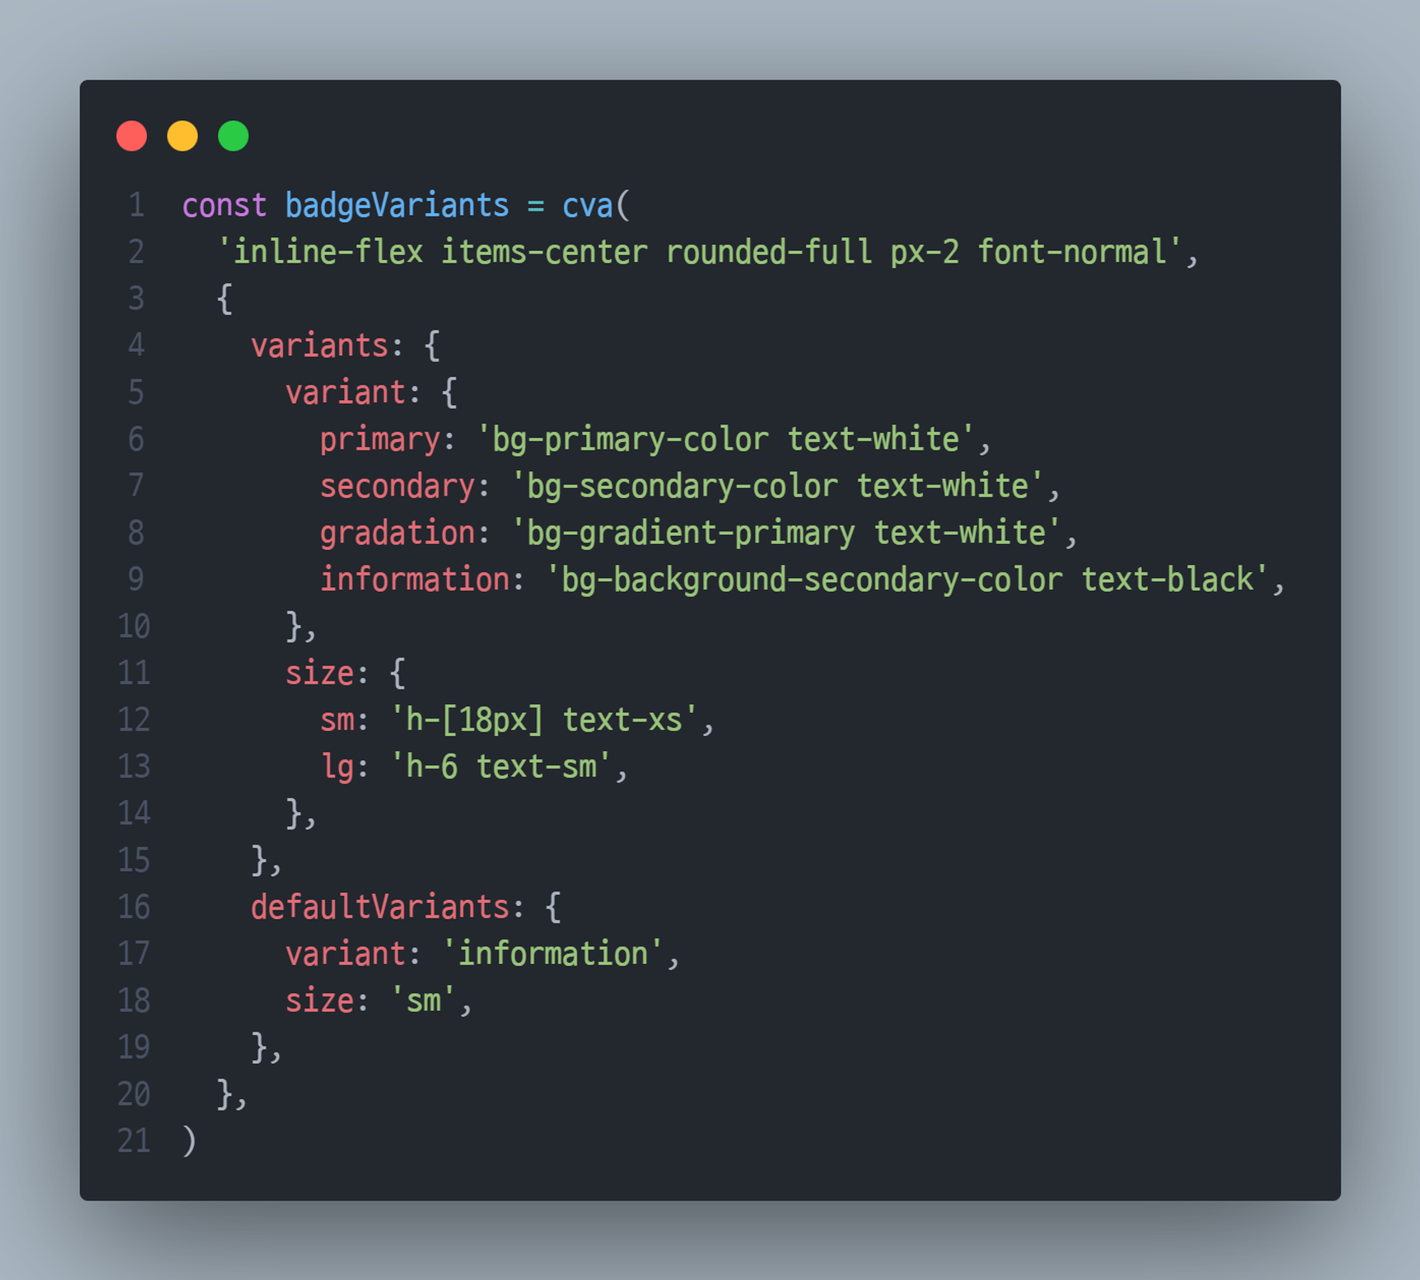 1 const badgeVariants = cva(
2   'inline-flex items-center rounded-full px-2 font-normal',
3   {
4     variants: {
5       variant: {
6         primary: 'bg-primary-color text-white',
7         secondary: 'bg-secondary-color text-white',
8         gradation: 'bg-gradient-primary text-white',
9         information: 'bg-background-secondary-color text-black',
10       },
11       size: {
12         sm: 'h-[18px] text-xs',
13         lg: 'h-6 text-sm',
14       },
15     },
16     defaultVariants: {
17       variant: 'information',
18       size: 'sm',
19     },
20   },
21 )